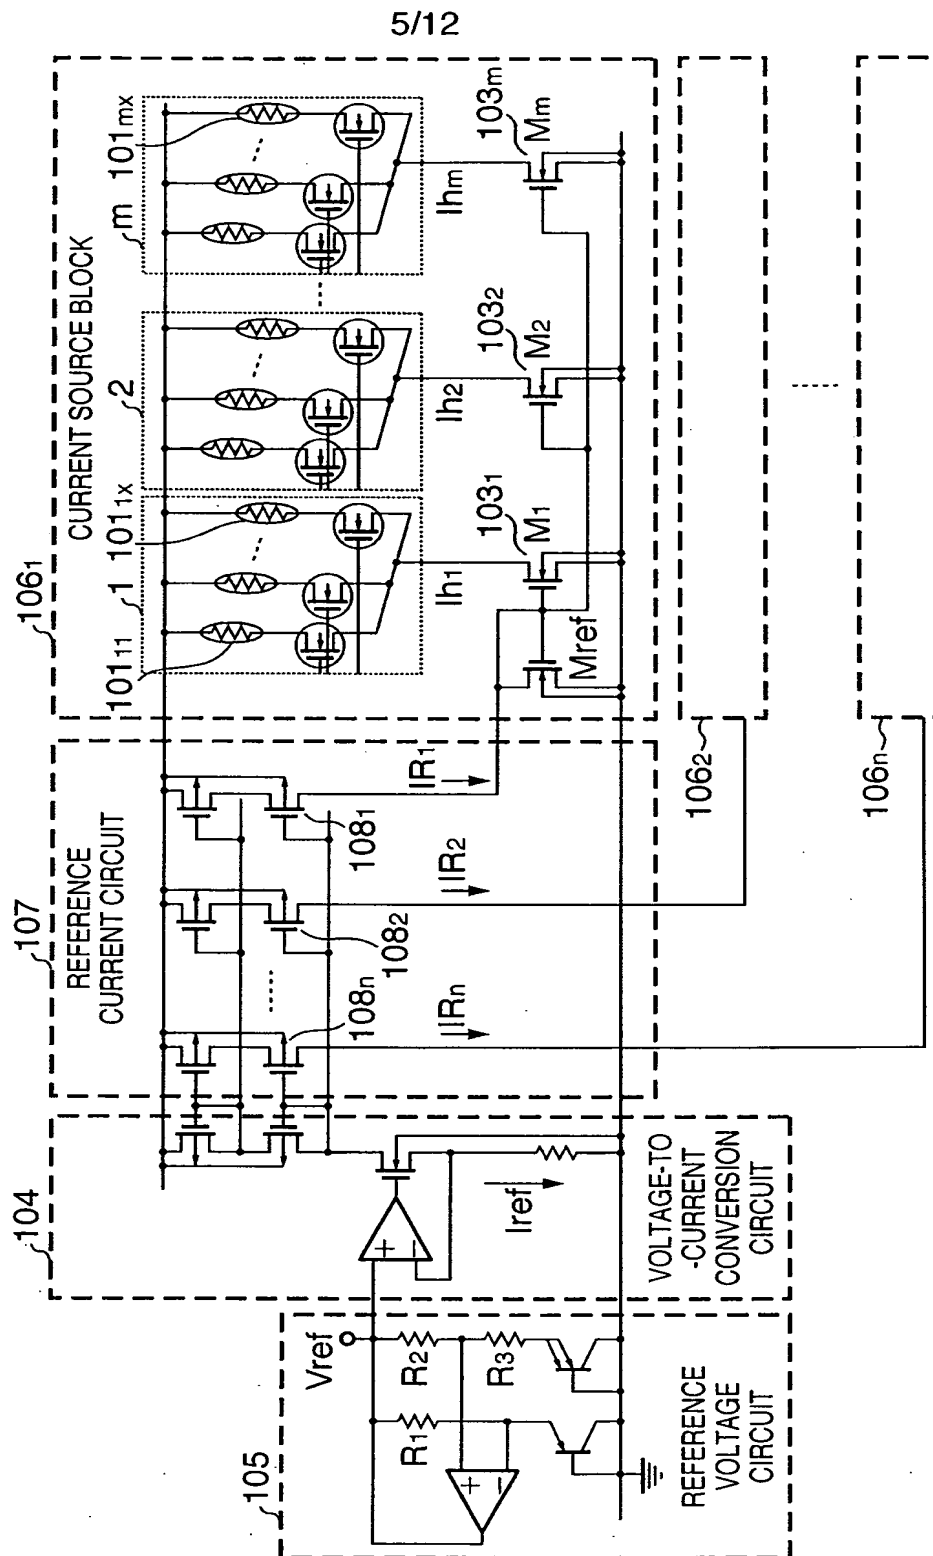 5/12
106₁
CURRENT SOURCE BLOCK
101₁₁
1
101₁ₓ
2
m
101ₘₓ
Ih₁
Ih₂
Ihₘ
103₁
M₁
103₂
M₂
103ₘ
Mₘ
Mref
106₂
106ₙ
107
REFERENCE
CURRENT CIRCUIT
108₁
108₂
108ₙ
IR₁
IR₂
IRₙ
104
+
−
Iref
VOLTAGE-TO
-CURRENT
CONVERSION
CIRCUIT
105
Vref
R₁
R₂
R₃
+
−
REFERENCE
VOLTAGE
CIRCUIT